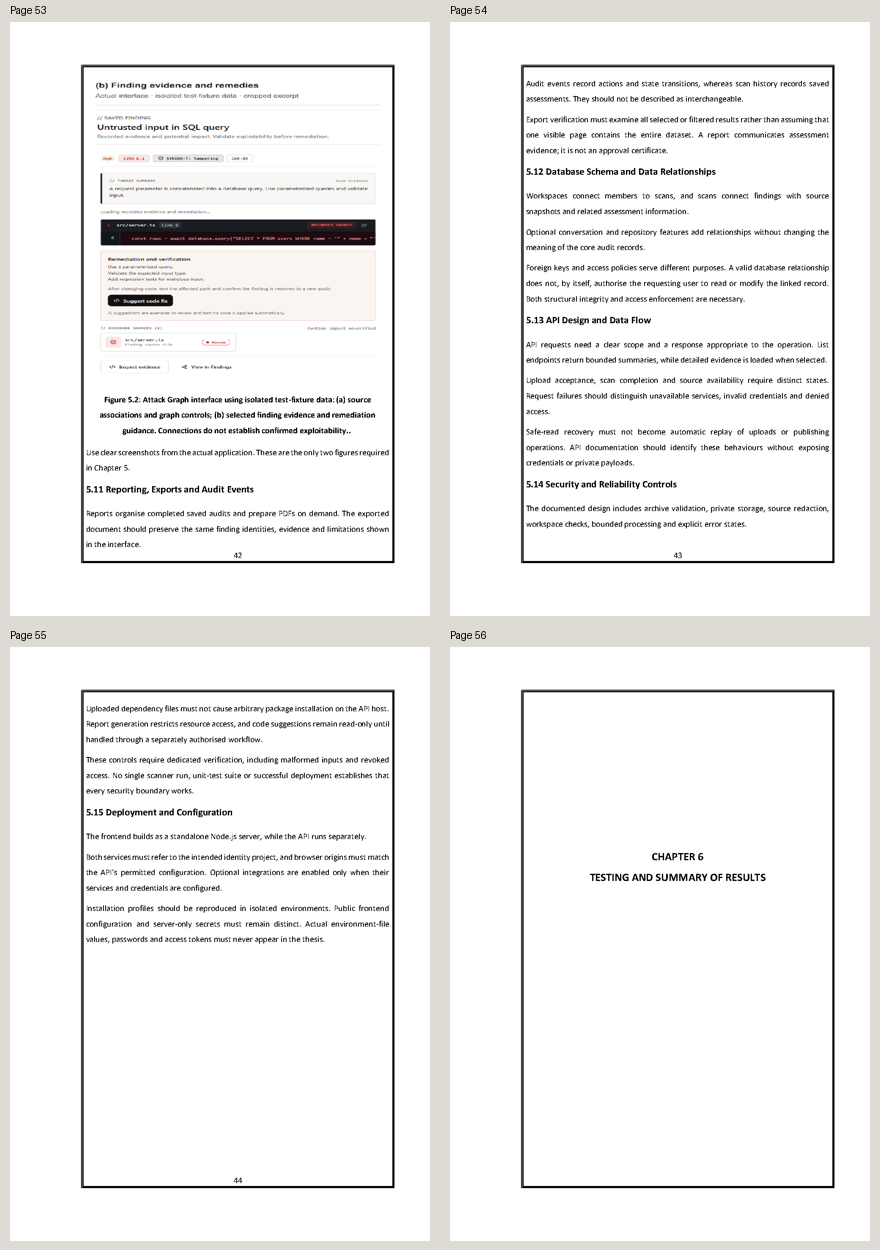 Page 53
(b) Finding evidence and remedies
Actual interface · isolated test-fixture data · cropped excerpt
// SAVED FINDING
Untrusted input in SQL query
Recorded evidence and potential impact. Validate exploitability before remediation.
HIGH
STRIDE-T: Tampering
CWE-89
// THREAT SUMMARY
A request parameter is concatenated into a database query. Use parameterized queries and validate
input.
Loading recorded evidence and remediation…
src/server.ts
Line 8
const rows = await database.query("SELECT * FROM users WHERE name = '" + name + "'"
Remediation and verification
Use a parameterized query.
Validate the expected input type.
Add regression tests for malicious input.
After changing code, test the affected path and confirm the finding is resolved in a new audit.
</> Suggest code fix
AI suggestions are examples to review and test; no code is applied automatically.
// RECORDED SOURCES (1)
Runtime impact unverified
src/server.ts
Finding source file
</> Inspect evidence
View in Findings
Figure 5.2: Attack Graph interface using isolated test-fixture data: (a) source
associations and graph controls; (b) selected finding evidence and remediation
guidance. Connections do not establish confirmed exploitability..
Use clear screenshots from the actual application. These are the only two figures required
in Chapter 5.
5.11 Reporting, Exports and Audit Events
Reports organise completed saved audits and prepare PDFs on demand. The exported
document should preserve the same finding identities, evidence and limitations shown
in the interface.
42
Page 54
Audit events record actions and state transitions, whereas scan history records saved
assessments. They should not be described as interchangeable.
Export verification must examine all selected or filtered results rather than assuming that
one visible page contains the entire dataset. A report communicates assessment
evidence; it is not an approval certificate.
5.12 Database Schema and Data Relationships
Workspaces connect members to scans, and scans connect findings with source
snapshots and related assessment information.
Optional conversation and repository features add relationships without changing the
meaning of the core audit records.
Foreign keys and access policies serve different purposes. A valid database relationship
does not, by itself, authorise the requesting user to read or modify the linked record.
Both structural integrity and access enforcement are necessary.
5.13 API Design and Data Flow
API requests need a clear scope and a response appropriate to the operation. List
endpoints return bounded summaries, while detailed evidence is loaded when selected.
Upload acceptance, scan completion and source availability require distinct states.
Request failures should distinguish unavailable services, invalid credentials and denied
access.
Safe-read recovery must not become automatic replay of uploads or publishing
operations. API documentation should identify these behaviours without exposing
credentials or private payloads.
5.14 Security and Reliability Controls
The documented design includes archive validation, private storage, source redaction,
workspace checks, bounded processing and explicit error states.
43
Page 55
Uploaded dependency files must not cause arbitrary package installation on the API host.
Report generation restricts resource access, and code suggestions remain read-only until
handled through a separately authorised workflow.
These controls require dedicated verification, including malformed inputs and revoked
access. No single scanner run, unit-test suite or successful deployment establishes that
every security boundary works.
5.15 Deployment and Configuration
The frontend builds as a standalone Node.js server, while the API runs separately.
Both services must refer to the intended identity project, and browser origins must match
the API's permitted configuration. Optional integrations are enabled only when their
services and credentials are configured.
Installation profiles should be reproduced in isolated environments. Public frontend
configuration and server-only secrets must remain distinct. Actual environment-file
values, passwords and access tokens must never appear in the thesis.
44
Page 56
CHAPTER 6
TESTING AND SUMMARY OF RESULTS